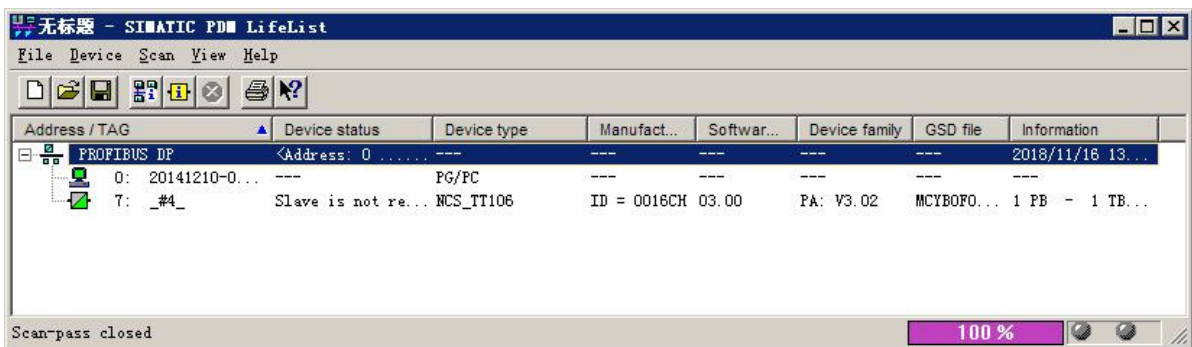 无标题 - SIMATIC PDM LifeList
File Device Scan View Help
Address / TAG Device status Device type Manufact... Softwar... Device family GSD file Information
PROFIBUS DP <Address: 0 ...... --- --- --- --- --- 2018/11/16 13...
0: 20141210-0... --- PG/PC --- --- --- --- ---
7: _#4_ Slave is not re... NCS_TT106 ID = 0016CH 03.00 PA: V3.02 MCYBOFO... 1 PB - 1 TB...
Scan-pass closed 100 %